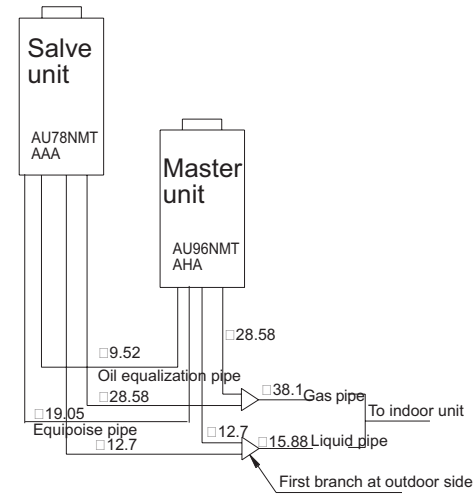 Salve
unit
AU78NMT
AAA
Master
unit
AU96NMT
AHA
□28.58
□9.52
Oil equalization pipe
□28.58
□38.1
Gas pipe
□19.05
To indoor unit
Equipoise pipe
□12.7
□12.7
□15.88
Liquid pipe
First branch at outdoor side